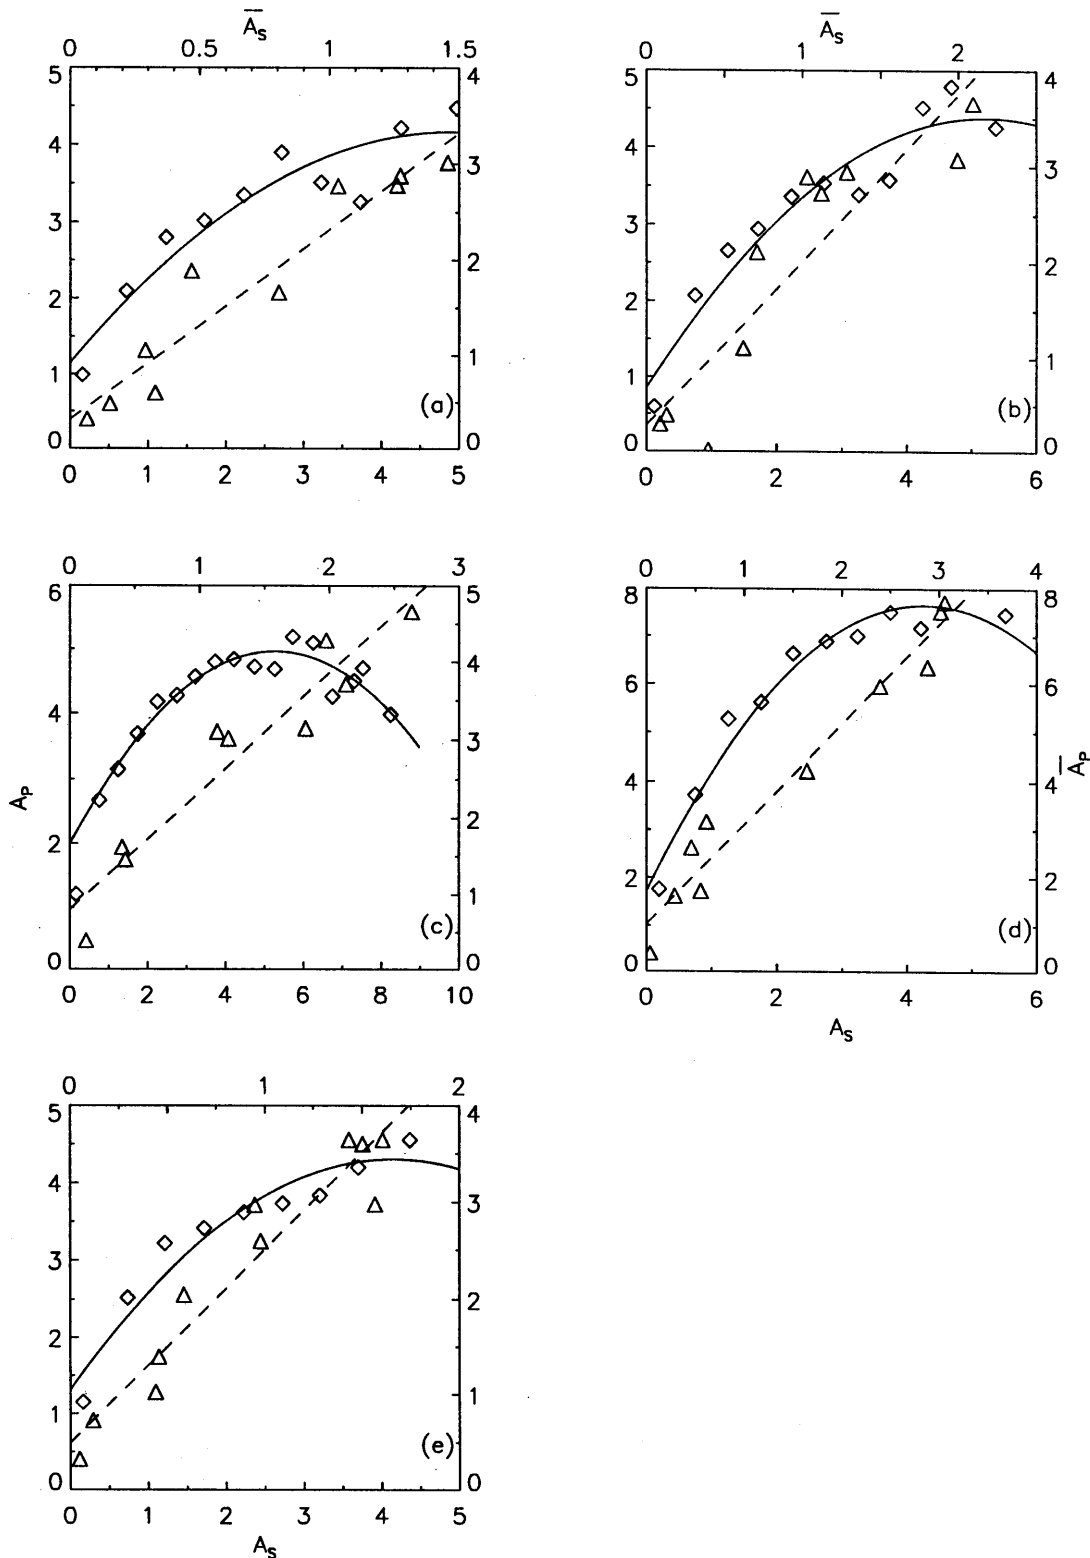 A̅s A̅s
0 0.5 1 1.5
5 4
4 3
3 2
2 1
1 0
0
(a)
0 1 2 3 4 5
0 1 2
5 4
4 3
3 2
2 1
1 0
0
(b)
0 2 4 6
0 1 2 3
6 5
4 4
2 3
0 2
1
0
Ap
(c)
0 2 4 6 8 10
0 1 2 3 4
8 8
6 6
4 4
2 2
0 0
A̅p
(d)
0 2 4 6
As
0 1 2
5 4
4 3
3 2
2 1
1 0
0
(e)
0 1 2 3 4 5
As